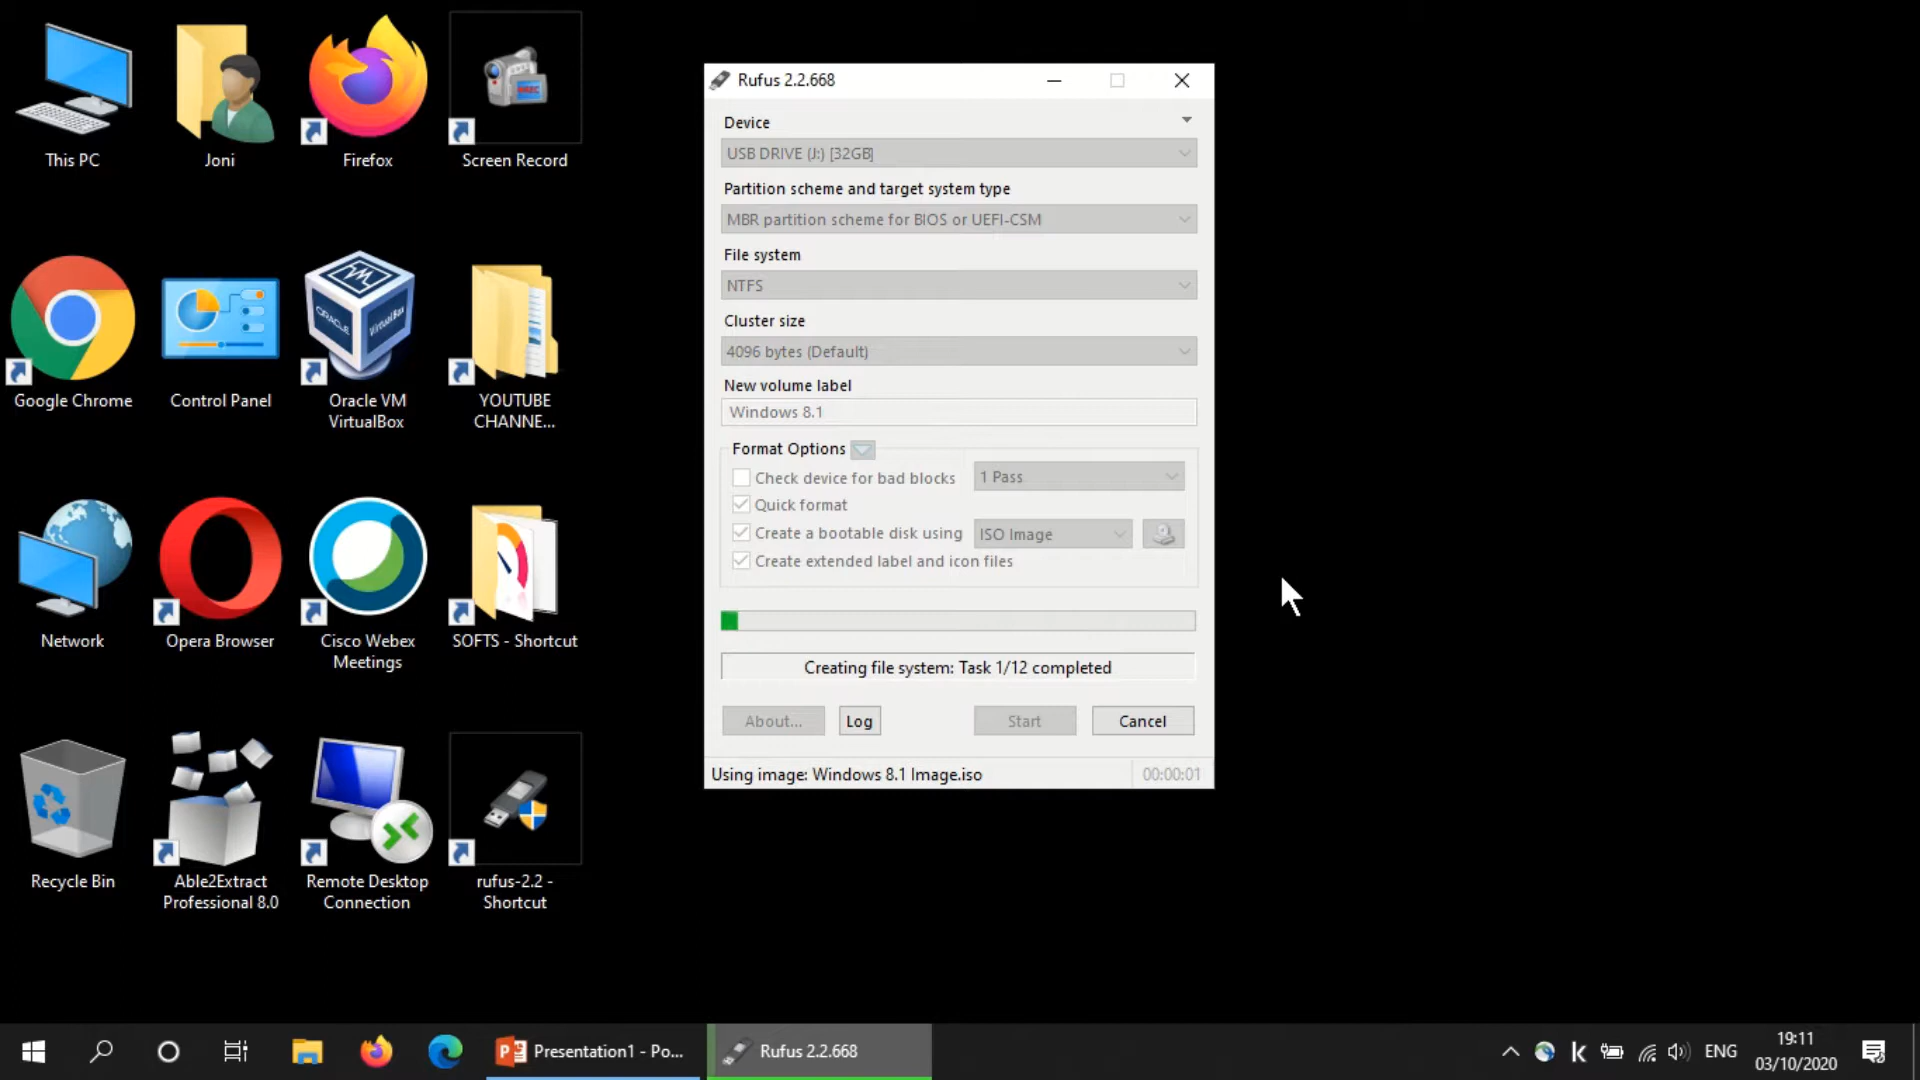 This PC
Joni
Firefox
Screen Record
Google Chrome
Control Panel
Oracle VM
VirtualBox
YOUTUBE
CHANNE...
Network
Opera Browser
Cisco Webex
Meetings
SOFTS - Shortcut
Recycle Bin
Able2Extract
Professional 8.0
Remote Desktop
Connection
rufus-2.2 -
Shortcut
ORACLE
VirtualBox
Rufus 2.2.668
Device
USB DRIVE (J:) [32GB]
Partition scheme and target system type
MBR partition scheme for BIOS or UEFI-CSM
File system
NTFS
Cluster size
4096 bytes (Default)
New volume label
Windows 8.1
Format Options
Check device for bad blocks
1 Pass
Quick format
Create a bootable disk using
ISO Image
Create extended label and icon files
Creating file system: Task 1/12 completed
About...
Log
Start
Cancel
Using image: Windows 8.1 Image.iso
00:00:01
Presentation1 - Po...
Rufus 2.2.668
ENG
19:11
03/10/2020